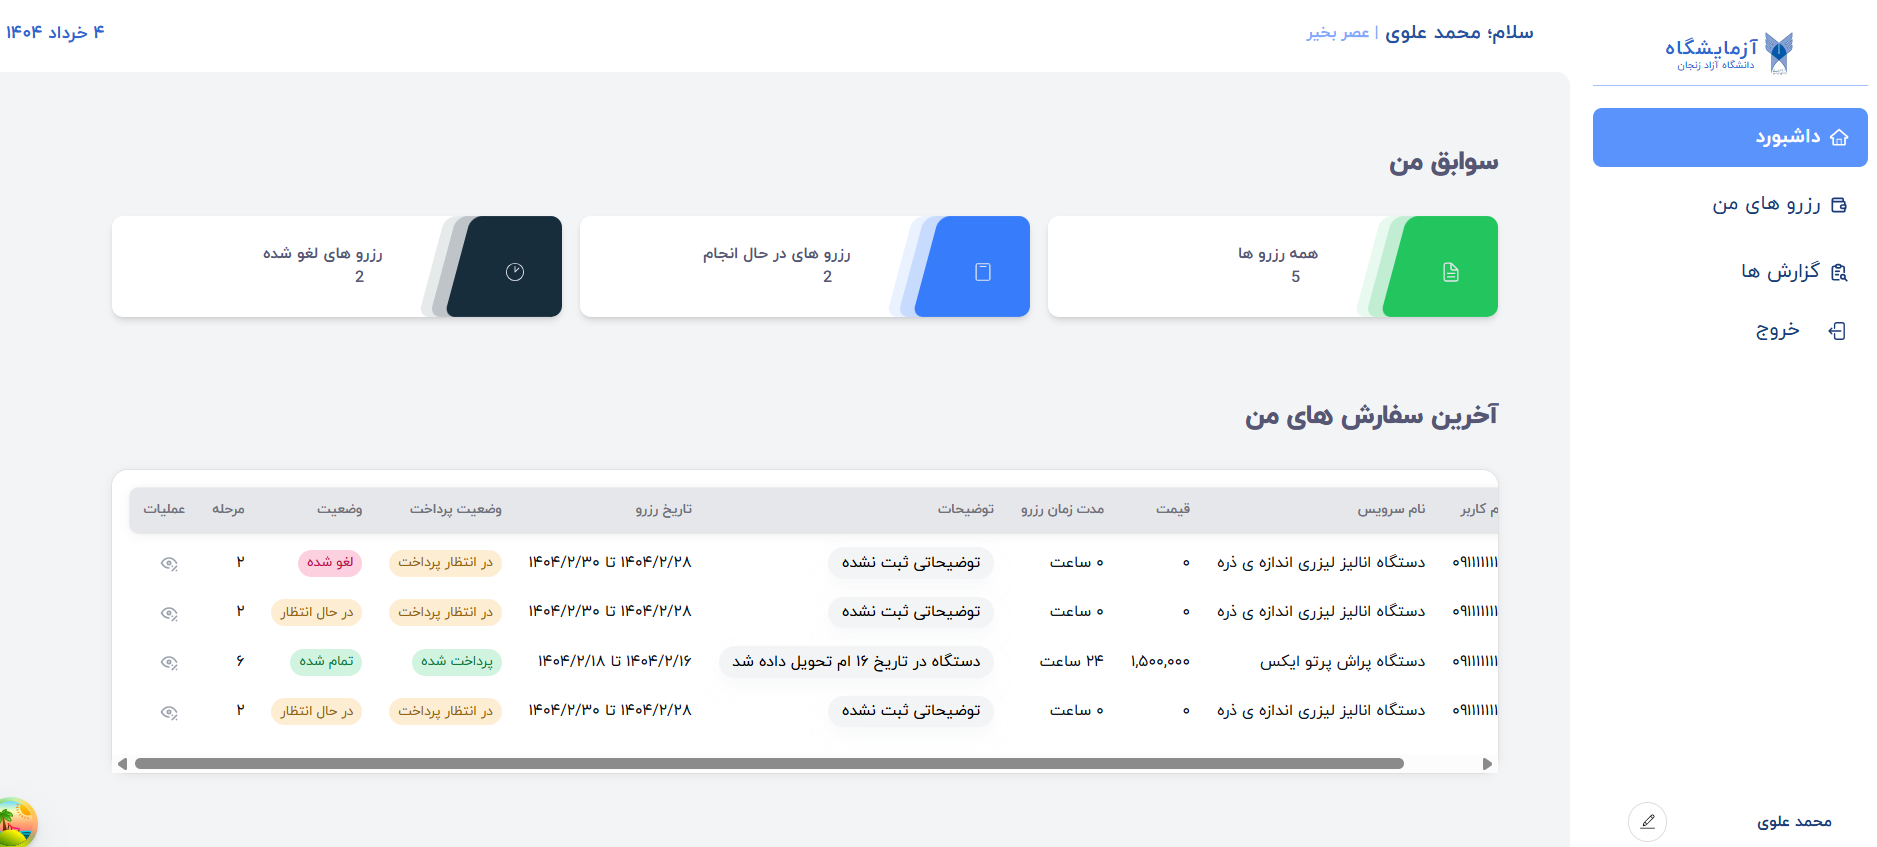 آزمایشگاه
دانشگاه آزاد زنجان
داشبورد
رزرو های من
گزارش ها
خروج
محمد علوی
سلام؛ محمد علوی | عصر بخیر
۴ خرداد ۱۴۰۴
سوابق من
همه رزرو ها
5
رزرو های در حال انجام
2
رزرو های لغو شده
2
آخرین سفارش های من
م کاربر نام سرویس قیمت مدت زمان رزرو توضیحات تاریخ رزرو وضعیت پرداخت وضعیت مرحله عملیات
دستگاه انالیز لیزری اندازه ی ذره ۰ ۰ ساعت توضیحاتی ثبت نشده ۱۴۰۴/۲/۲۸ تا ۱۴۰۴/۲/۳۰ در انتظار پرداخت لغو شده ۲
دستگاه انالیز لیزری اندازه ی ذره ۰ ۰ ساعت توضیحاتی ثبت نشده ۱۴۰۴/۲/۲۸ تا ۱۴۰۴/۲/۳۰ در انتظار پرداخت در حال انتظار ۲
دستگاه پراش پرتو ایکس ۱,۵۰۰,۰۰۰ ۲۴ ساعت دستگاه در تاریخ ۱۶ ام تحویل داده شد ۱۴۰۴/۲/۱۶ تا ۱۴۰۴/۲/۱۸ پرداخت شده تمام شده ۶
دستگاه انالیز لیزری اندازه ی ذره ۰ ۰ ساعت توضیحاتی ثبت نشده ۱۴۰۴/۲/۲۸ تا ۱۴۰۴/۲/۳۰ در انتظار پرداخت در حال انتظار ۲